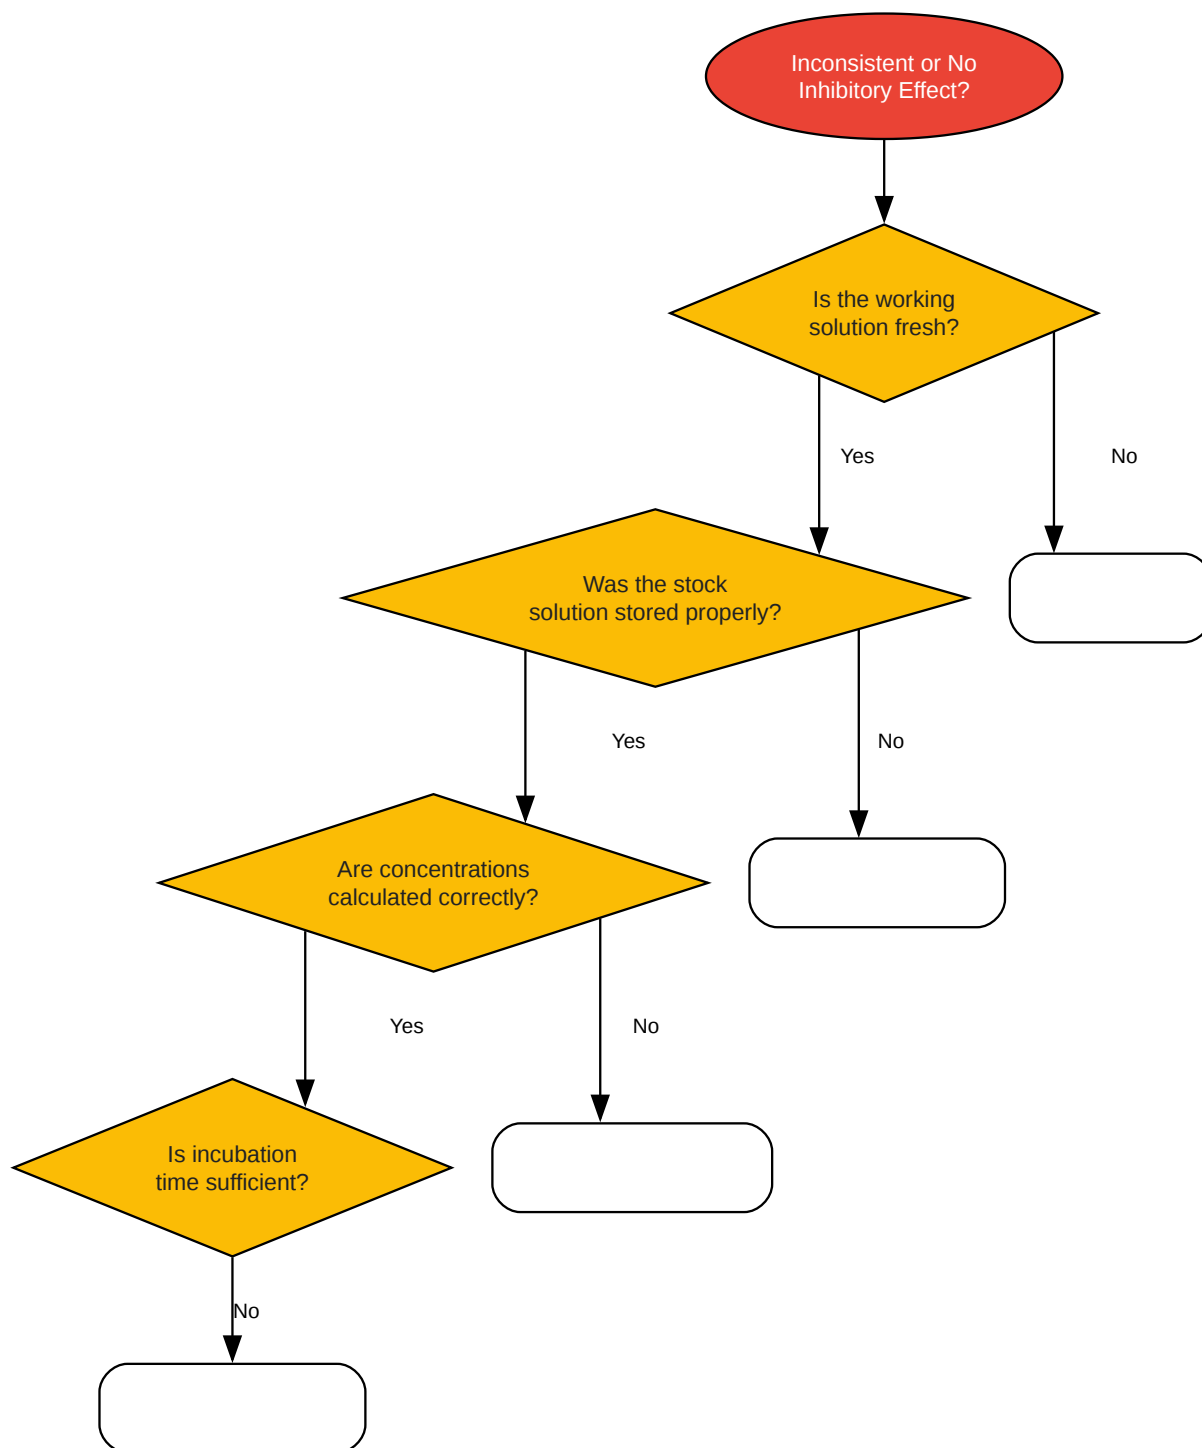 Inconsistent or No
Inhibitory Effect?
Is the working
solution fresh?
Yes
No
Was the stock
solution stored properly?
Yes
No
Are concentrations
calculated correctly?
Yes
No
Is incubation
time sufficient?
No